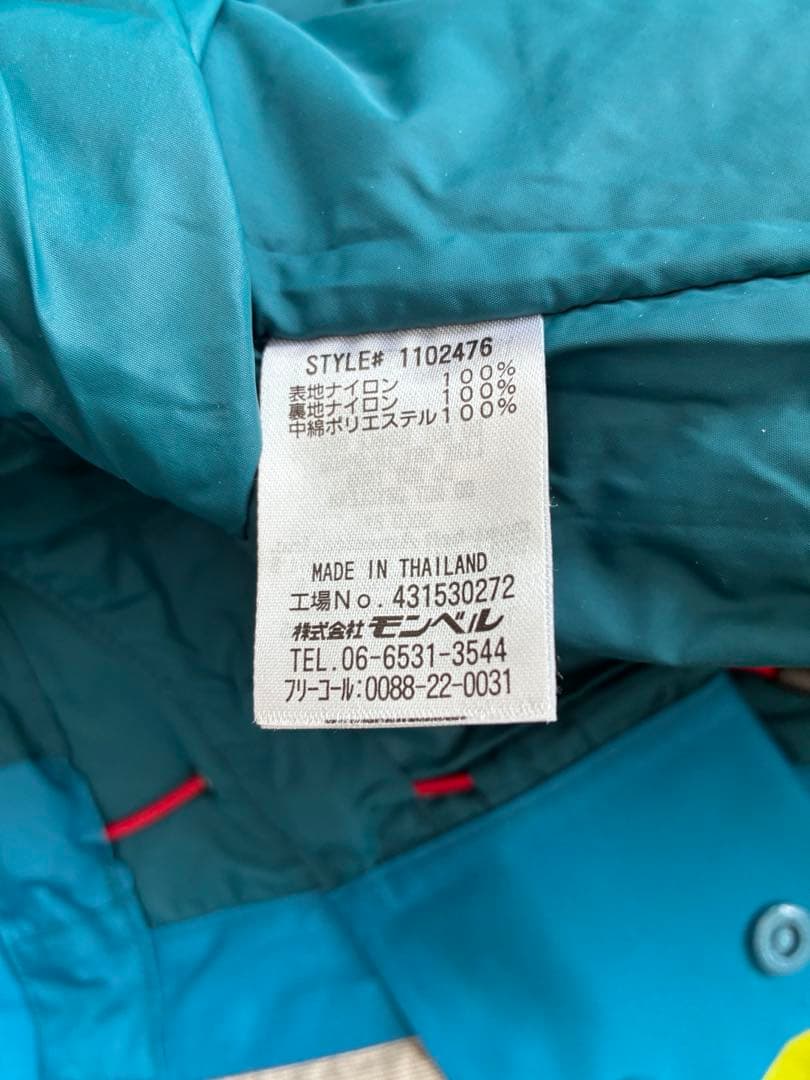 STYLE# 1102476
表地ナイロン 100%
裏地ナイロン 100%
中綿ポリエステル100%
MADE IN THAILAND
工場No.431530272
株式会社 モンベル
TEL.06-6531-3544
フリーコール:0088-22-0031